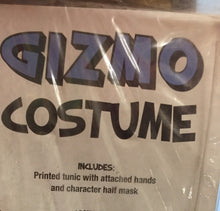 GIZMO
COSTUME
INCLUDES:
Printed tunic with attached hands
and character half mask